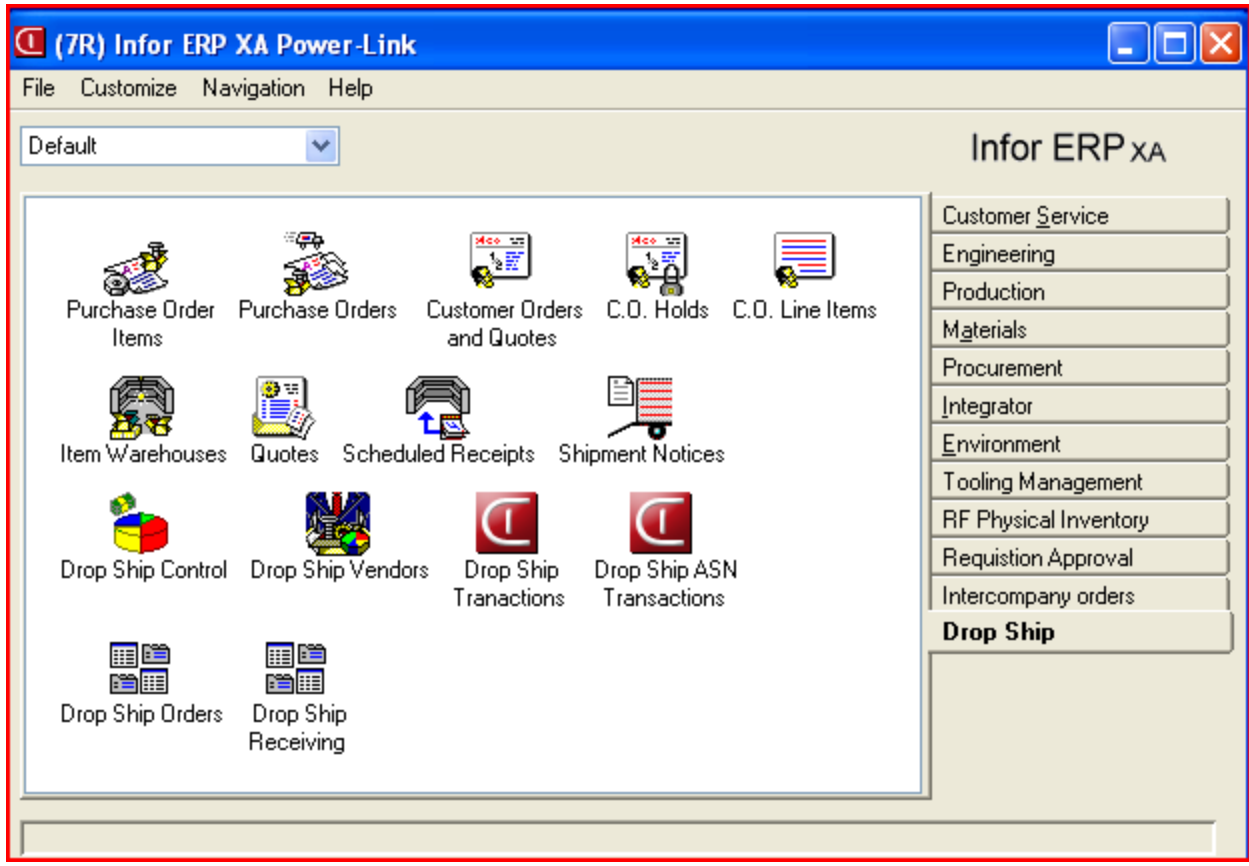 (7R) Infor ERP XA Power-Link
File Customize Navigation Help
Default
Infor ERP XA
Purchase Order Items
Purchase Orders
Customer Orders and Quotes
C.O. Holds
C.O. Line Items
Item Warehouses
Quotes
Scheduled Receipts
Shipment Notices
Drop Ship Control
Drop Ship Vendors
Drop Ship Tranactions
Drop Ship ASN Transactions
Drop Ship Orders
Drop Ship Receiving
Customer Service
Engineering
Production
Materials
Procurement
Integrator
Environment
Tooling Management
RF Physical Inventory
Requistion Approval
Intercompany orders
Drop Ship